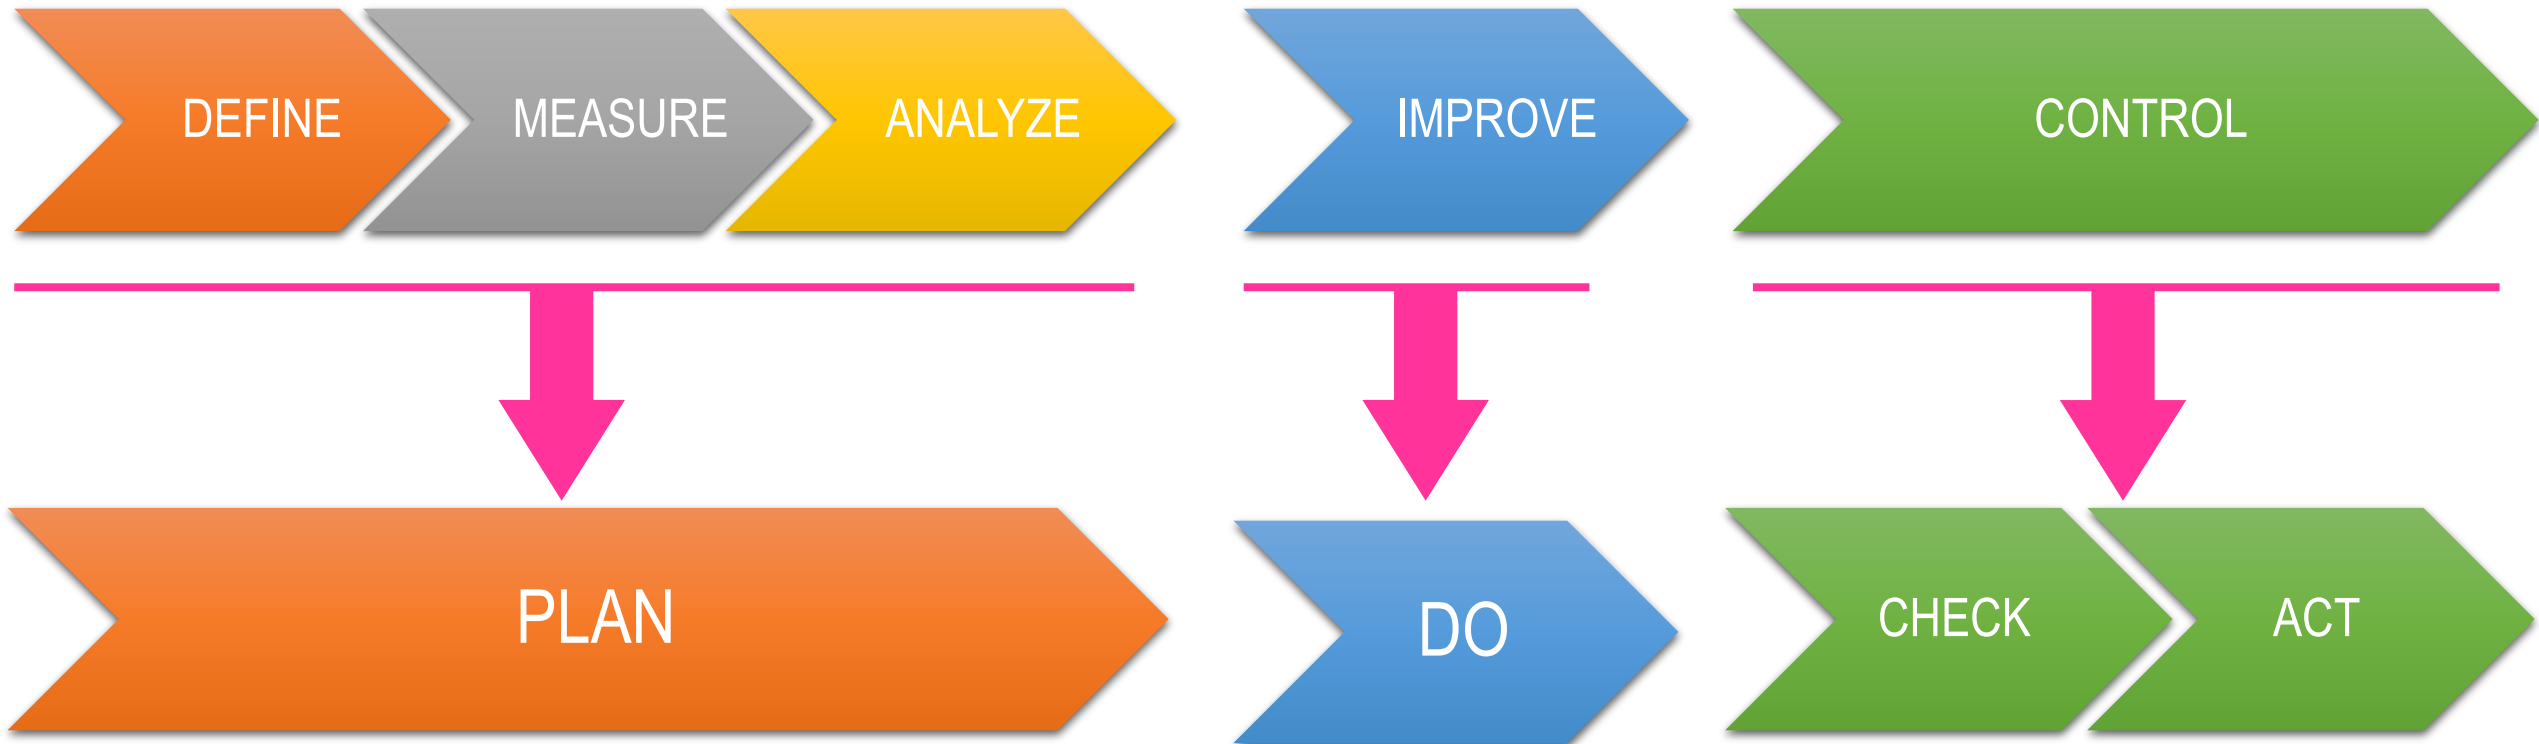 DEFINE
MEASURE
ANALYZE
IMPROVE
CONTROL
PLAN
DO
CHECK
ACT